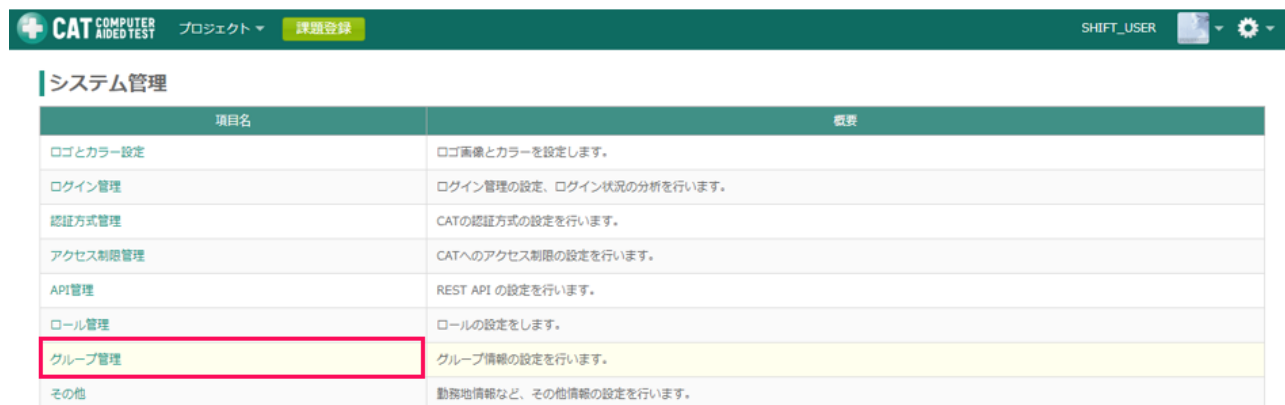 CAT COMPUTER AIDED TEST プロジェクト 課題登録 SHIFT_USER
システム管理
項目名 概要
ロゴとカラー設定 ロゴ画像とカラーを設定します。
ログイン管理 ログイン管理の設定、ログイン状況の分析を行います。
認証方式管理 CATの認証方式の設定を行います。
アクセス制限管理 CATへのアクセス制限の設定を行います。
API管理 REST API の設定を行います。
ロール管理 ロールの設定をします。
グループ管理 グループ情報の設定を行います。
その他 勤務地情報など、その他情報の設定を行います。